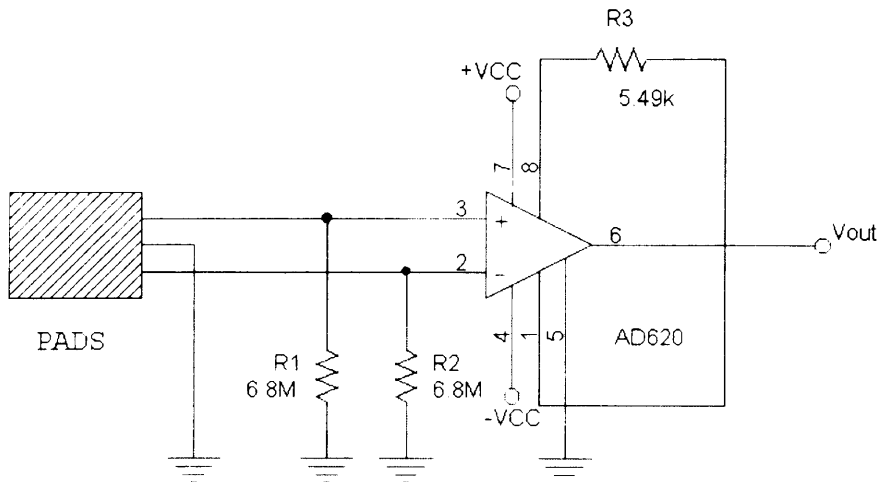 R3
5.49k
+VCC
7
8
3
+
6
Vout
2
-
PADS
4
1
5
AD620
R1
6.8M
R2
6.8M
-VCC